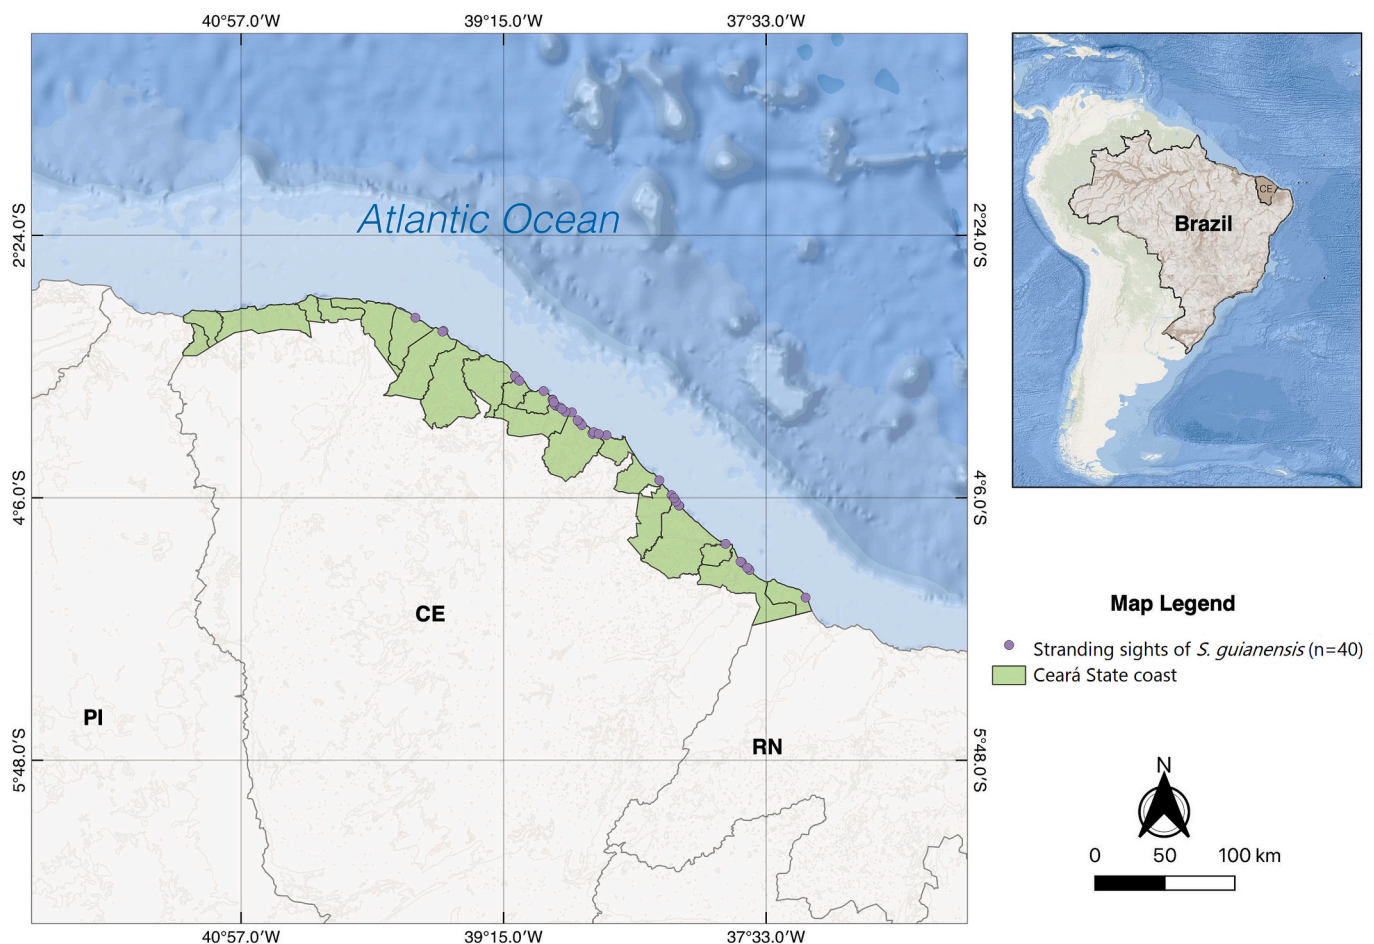 40°57.0'W 39°15.0'W 37°33.0'W
2°24.0'S
4°6.0'S
5°48.0'S
Atlantic Ocean
CE
PI
RN
2°24.0'S
4°6.0'S
5°48.0'S
40°57.0'W 39°15.0'W 37°33.0'W
CE
Brazil
Map Legend
Stranding sights of S. guianensis (n=40)
Ceará State coast
N
0 50 100 km